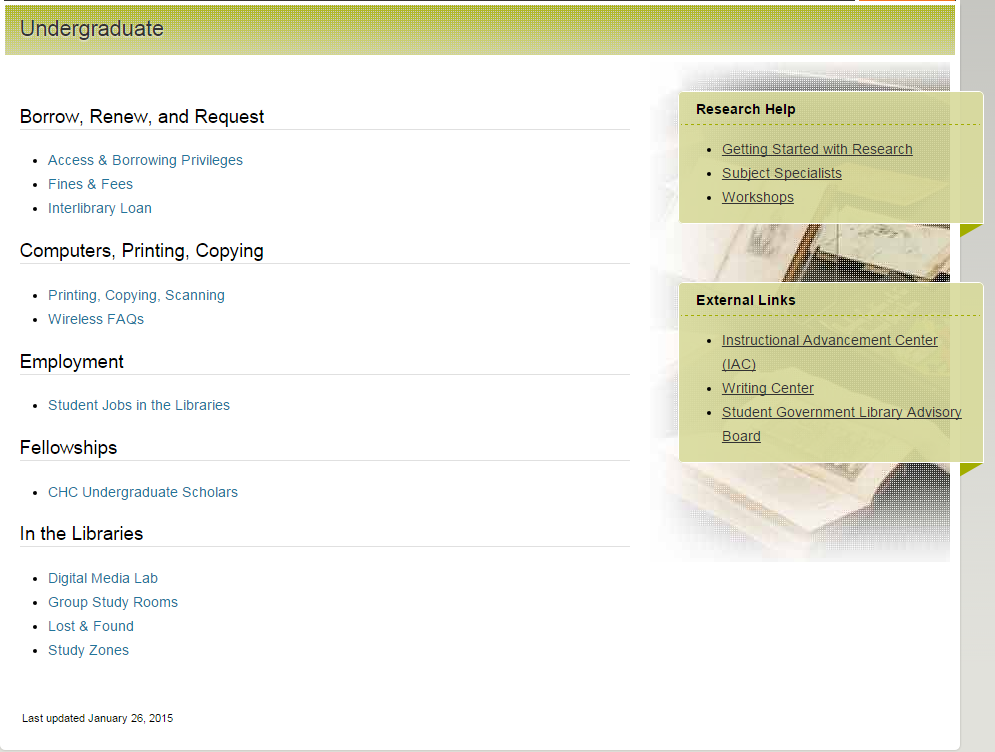 Undergraduate
Borrow, Renew, and Request
Access & Borrowing Privileges
Fines & Fees
Interlibrary Loan
Computers, Printing, Copying
Printing, Copying, Scanning
Wireless FAQs
Employment
Student Jobs in the Libraries
Fellowships
CHC Undergraduate Scholars
In the Libraries
Digital Media Lab
Group Study Rooms
Lost & Found
Study Zones
Last updated January 26, 2015
Research Help
Getting Started with Research
Subject Specialists
Workshops
External Links
Instructional Advancement Center
(IAC)
Writing Center
Student Government Library Advisory
Board